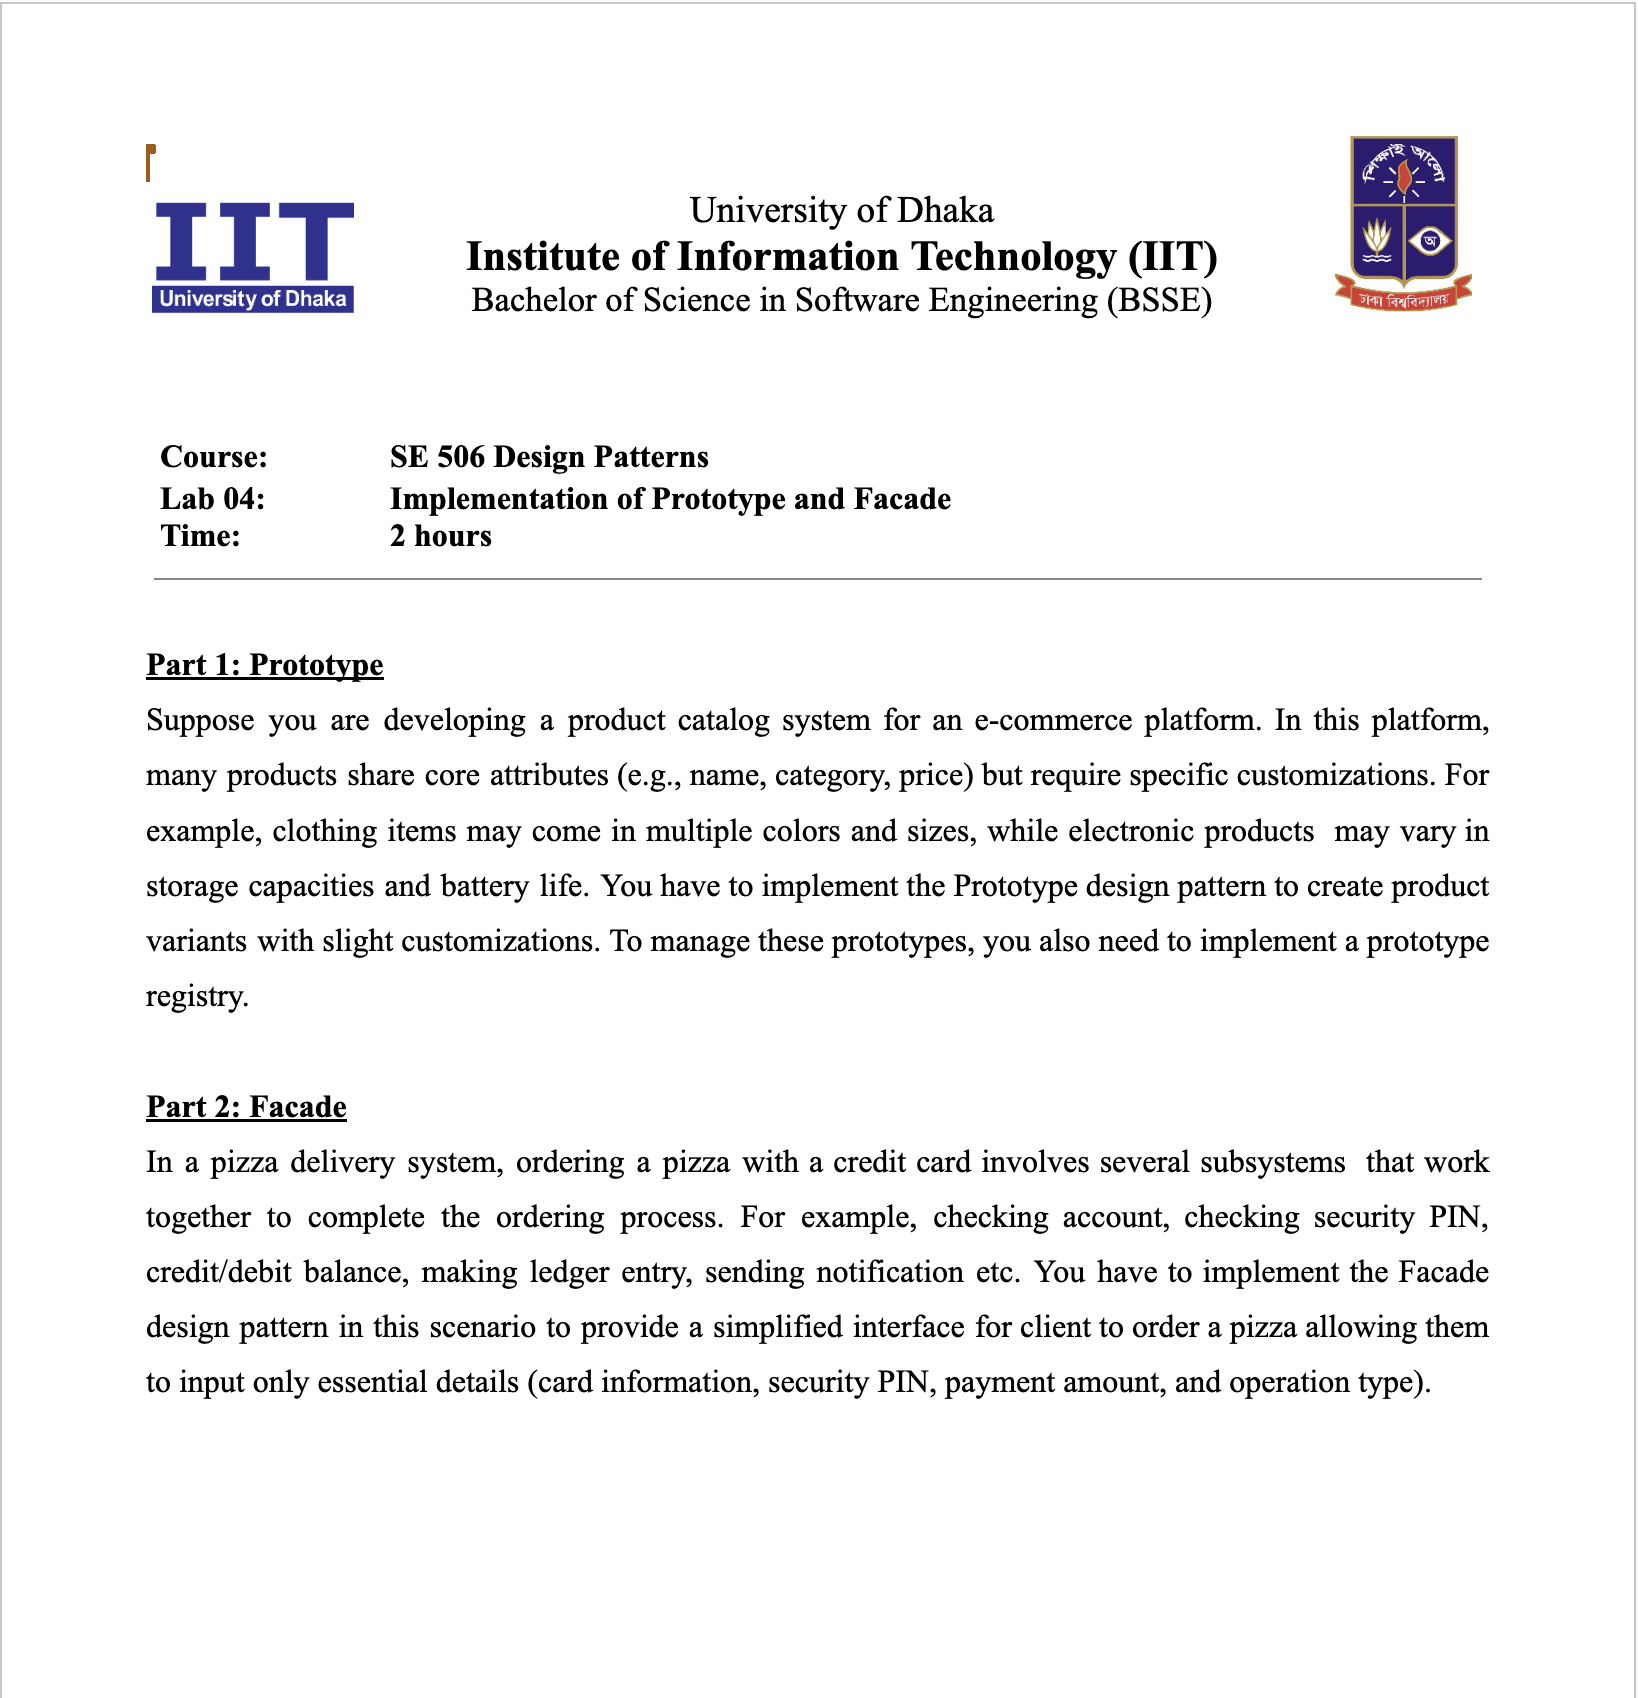 IIT
University of Dhaka
University of Dhaka
Institute of Information Technology (IIT)
Bachelor of Science in Software Engineering (BSSE)
শিক্ষাই আলো
অ
ঢাকা বিশ্ববিদ্যালয়
Course: SE 506 Design Patterns
Lab 04: Implementation of Prototype and Facade
Time: 2 hours
Part 1: Prototype
Suppose you are developing a product catalog system for an e-commerce platform. In this platform,
many products share core attributes (e.g., name, category, price) but require specific customizations. For
example, clothing items may come in multiple colors and sizes, while electronic products may vary in
storage capacities and battery life. You have to implement the Prototype design pattern to create product
variants with slight customizations. To manage these prototypes, you also need to implement a prototype
registry.
Part 2: Facade
In a pizza delivery system, ordering a pizza with a credit card involves several subsystems that work
together to complete the ordering process. For example, checking account, checking security PIN,
credit/debit balance, making ledger entry, sending notification etc. You have to implement the Facade
design pattern in this scenario to provide a simplified interface for client to order a pizza allowing them
to input only essential details (card information, security PIN, payment amount, and operation type).